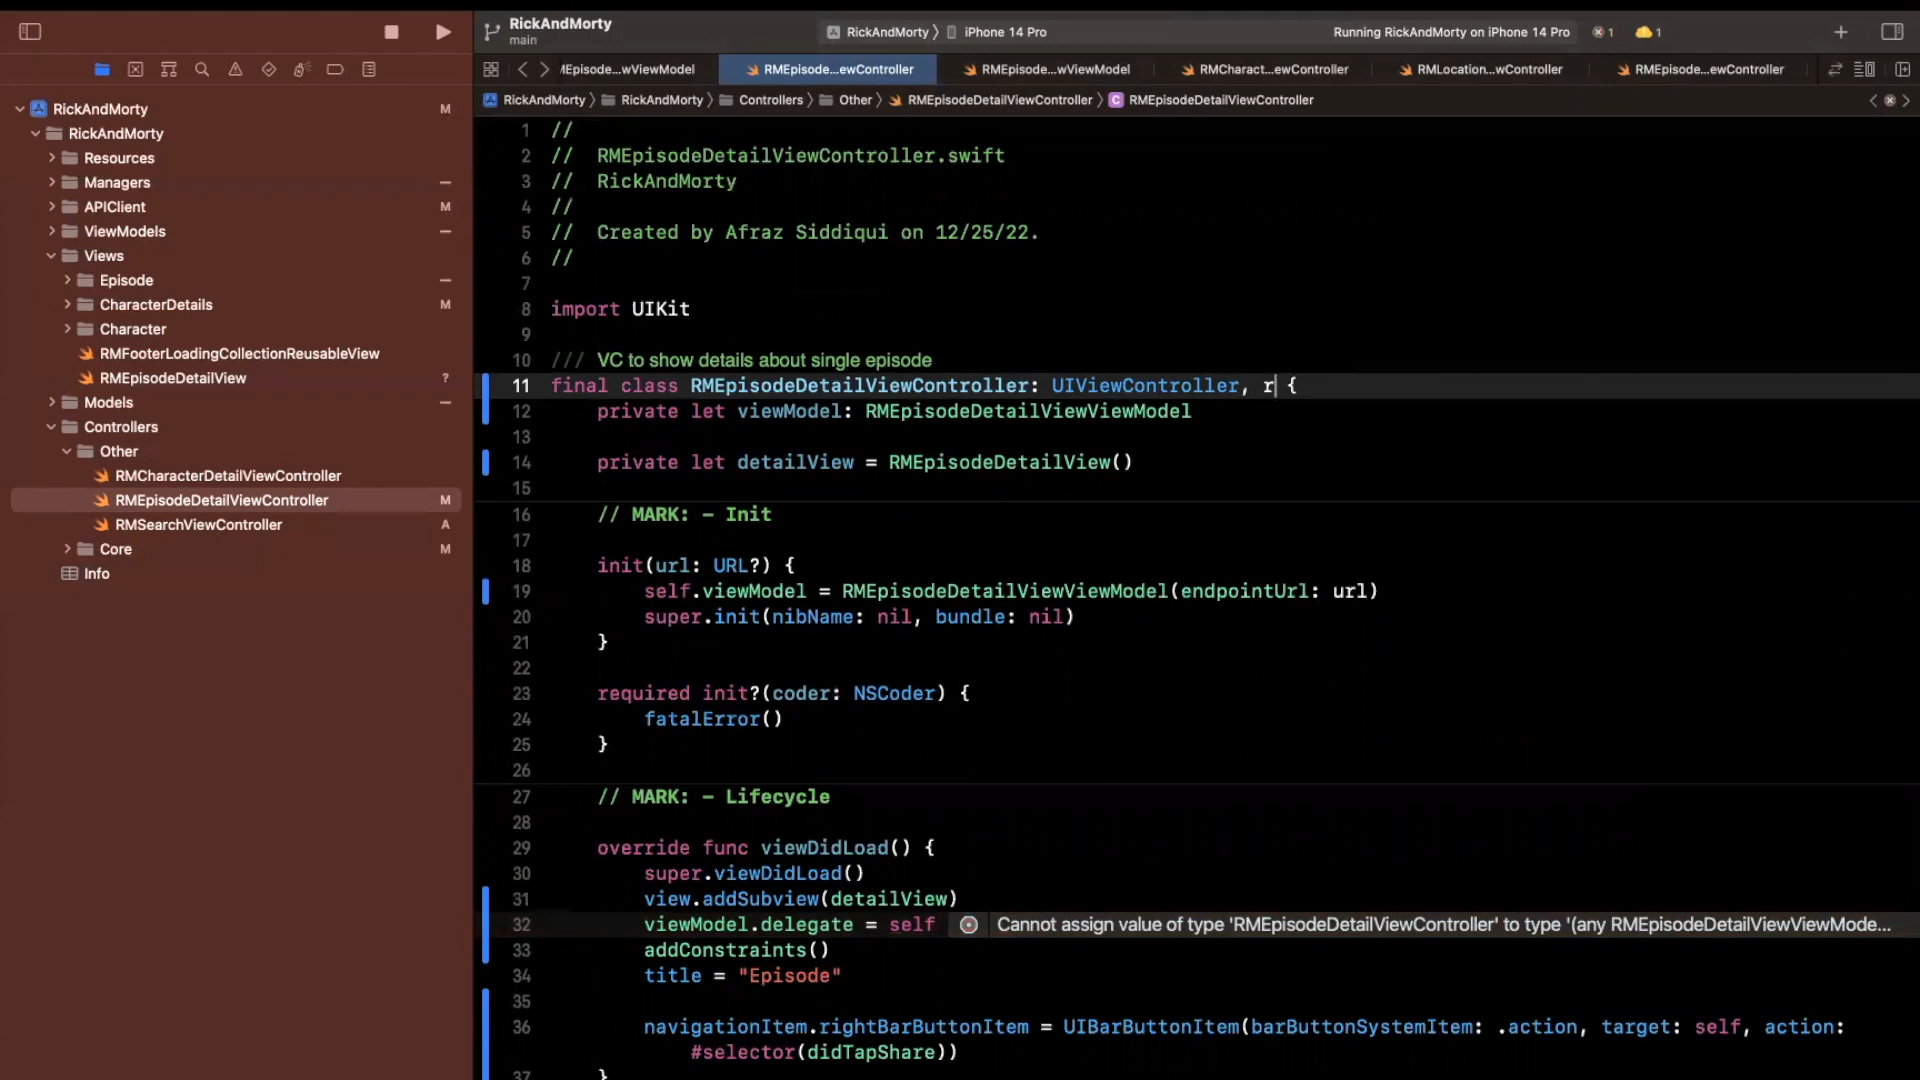 RickAndMorty
main
RickAndMorty
iPhone 14 Pro
Running RickAndMorty on iPhone 14 Pro
1
1
RMEpisode...ewController
RMEpisode...wViewModel
RMCharact...ewController
RMLocation...wController
RMEpisode...ewController
RickAndMorty
RickAndMorty
Controllers
Other
RMEpisodeDetailViewController
C
RMEpisodeDetailViewController
RickAndMorty M
RickAndMorty
Resources
Managers
APIClient M
ViewModels
Views
Episode
CharacterDetails M
Character
RMFooterLoadingCollectionReusableView
RMEpisodeDetailView ?
Models
Controllers
Other
RMCharacterDetailViewController
RMEpisodeDetailViewController M
RMSearchViewController A
Core M
Info
1 //
2 // RMEpisodeDetailViewController.swift
3 // RickAndMorty
4 //
5 // Created by Afraz Siddiqui on 12/25/22.
6 //
7
8 import UIKit
9
10 /// VC to show details about single episode
11 final class RMEpisodeDetailViewController: UIViewController, r {
12 private let viewModel: RMEpisodeDetailViewViewModel
13
14 private let detailView = RMEpisodeDetailView()
15
16 // MARK: - Init
17
18 init(url: URL?) {
19 self.viewModel = RMEpisodeDetailViewViewModel(endpointUrl: url)
20 super.init(nibName: nil, bundle: nil)
21 }
22
23 required init?(coder: NSCoder) {
24 fatalError()
25 }
26
27 // MARK: - Lifecycle
28
29 override func viewDidLoad() {
30 super.viewDidLoad()
31 view.addSubview(detailView)
32 viewModel.delegate = self Cannot assign value of type 'RMEpisodeDetailViewController' to type '(any RMEpisodeDetailViewViewMode...
33 addConstraints()
34 title = "Episode"
35
36 navigationItem.rightBarButtonItem = UIBarButtonItem(barButtonSystemItem: .action, target: self, action:
#selector(didTapShare))
37 }